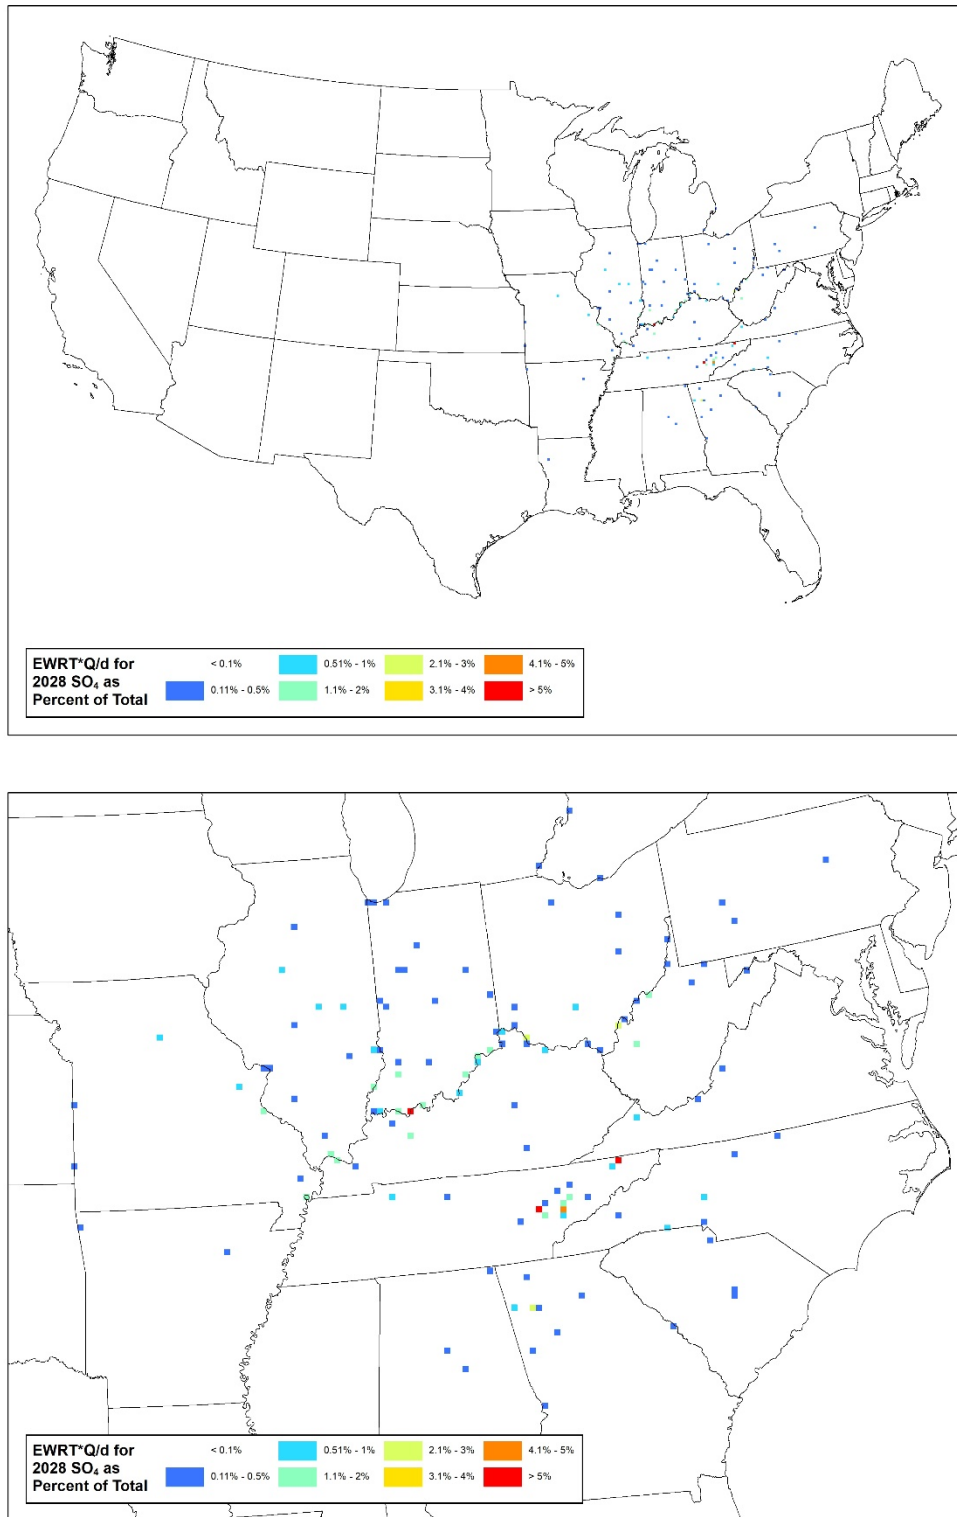 EWRT*Q/d for
2028 SO₄ as
Percent of Total
< 0.1%
0.51% - 1%
2.1% - 3%
4.1% - 5%
0.11% - 0.5%
1.1% - 2%
3.1% - 4%
> 5%
EWRT*Q/d for
2028 SO₄ as
Percent of Total
< 0.1%
0.51% - 1%
2.1% - 3%
4.1% - 5%
0.11% - 0.5%
1.1% - 2%
3.1% - 4%
> 5%